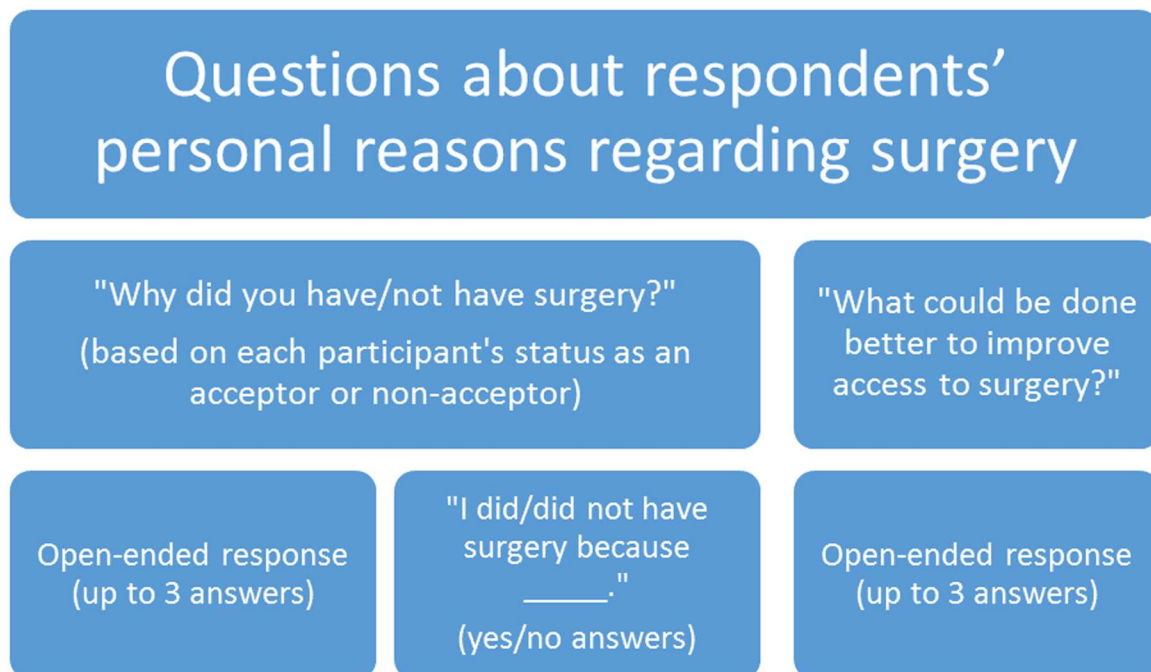 Questions about respondents’
personal reasons regarding surgery
"Why did you have/not have surgery?"
(based on each participant's status as an
acceptor or non-acceptor)
"What could be done
better to improve
access to surgery?"
Open-ended response
(up to 3 answers)
"I did/did not have
surgery because
_____."
(yes/no answers)
Open-ended response
(up to 3 answers)